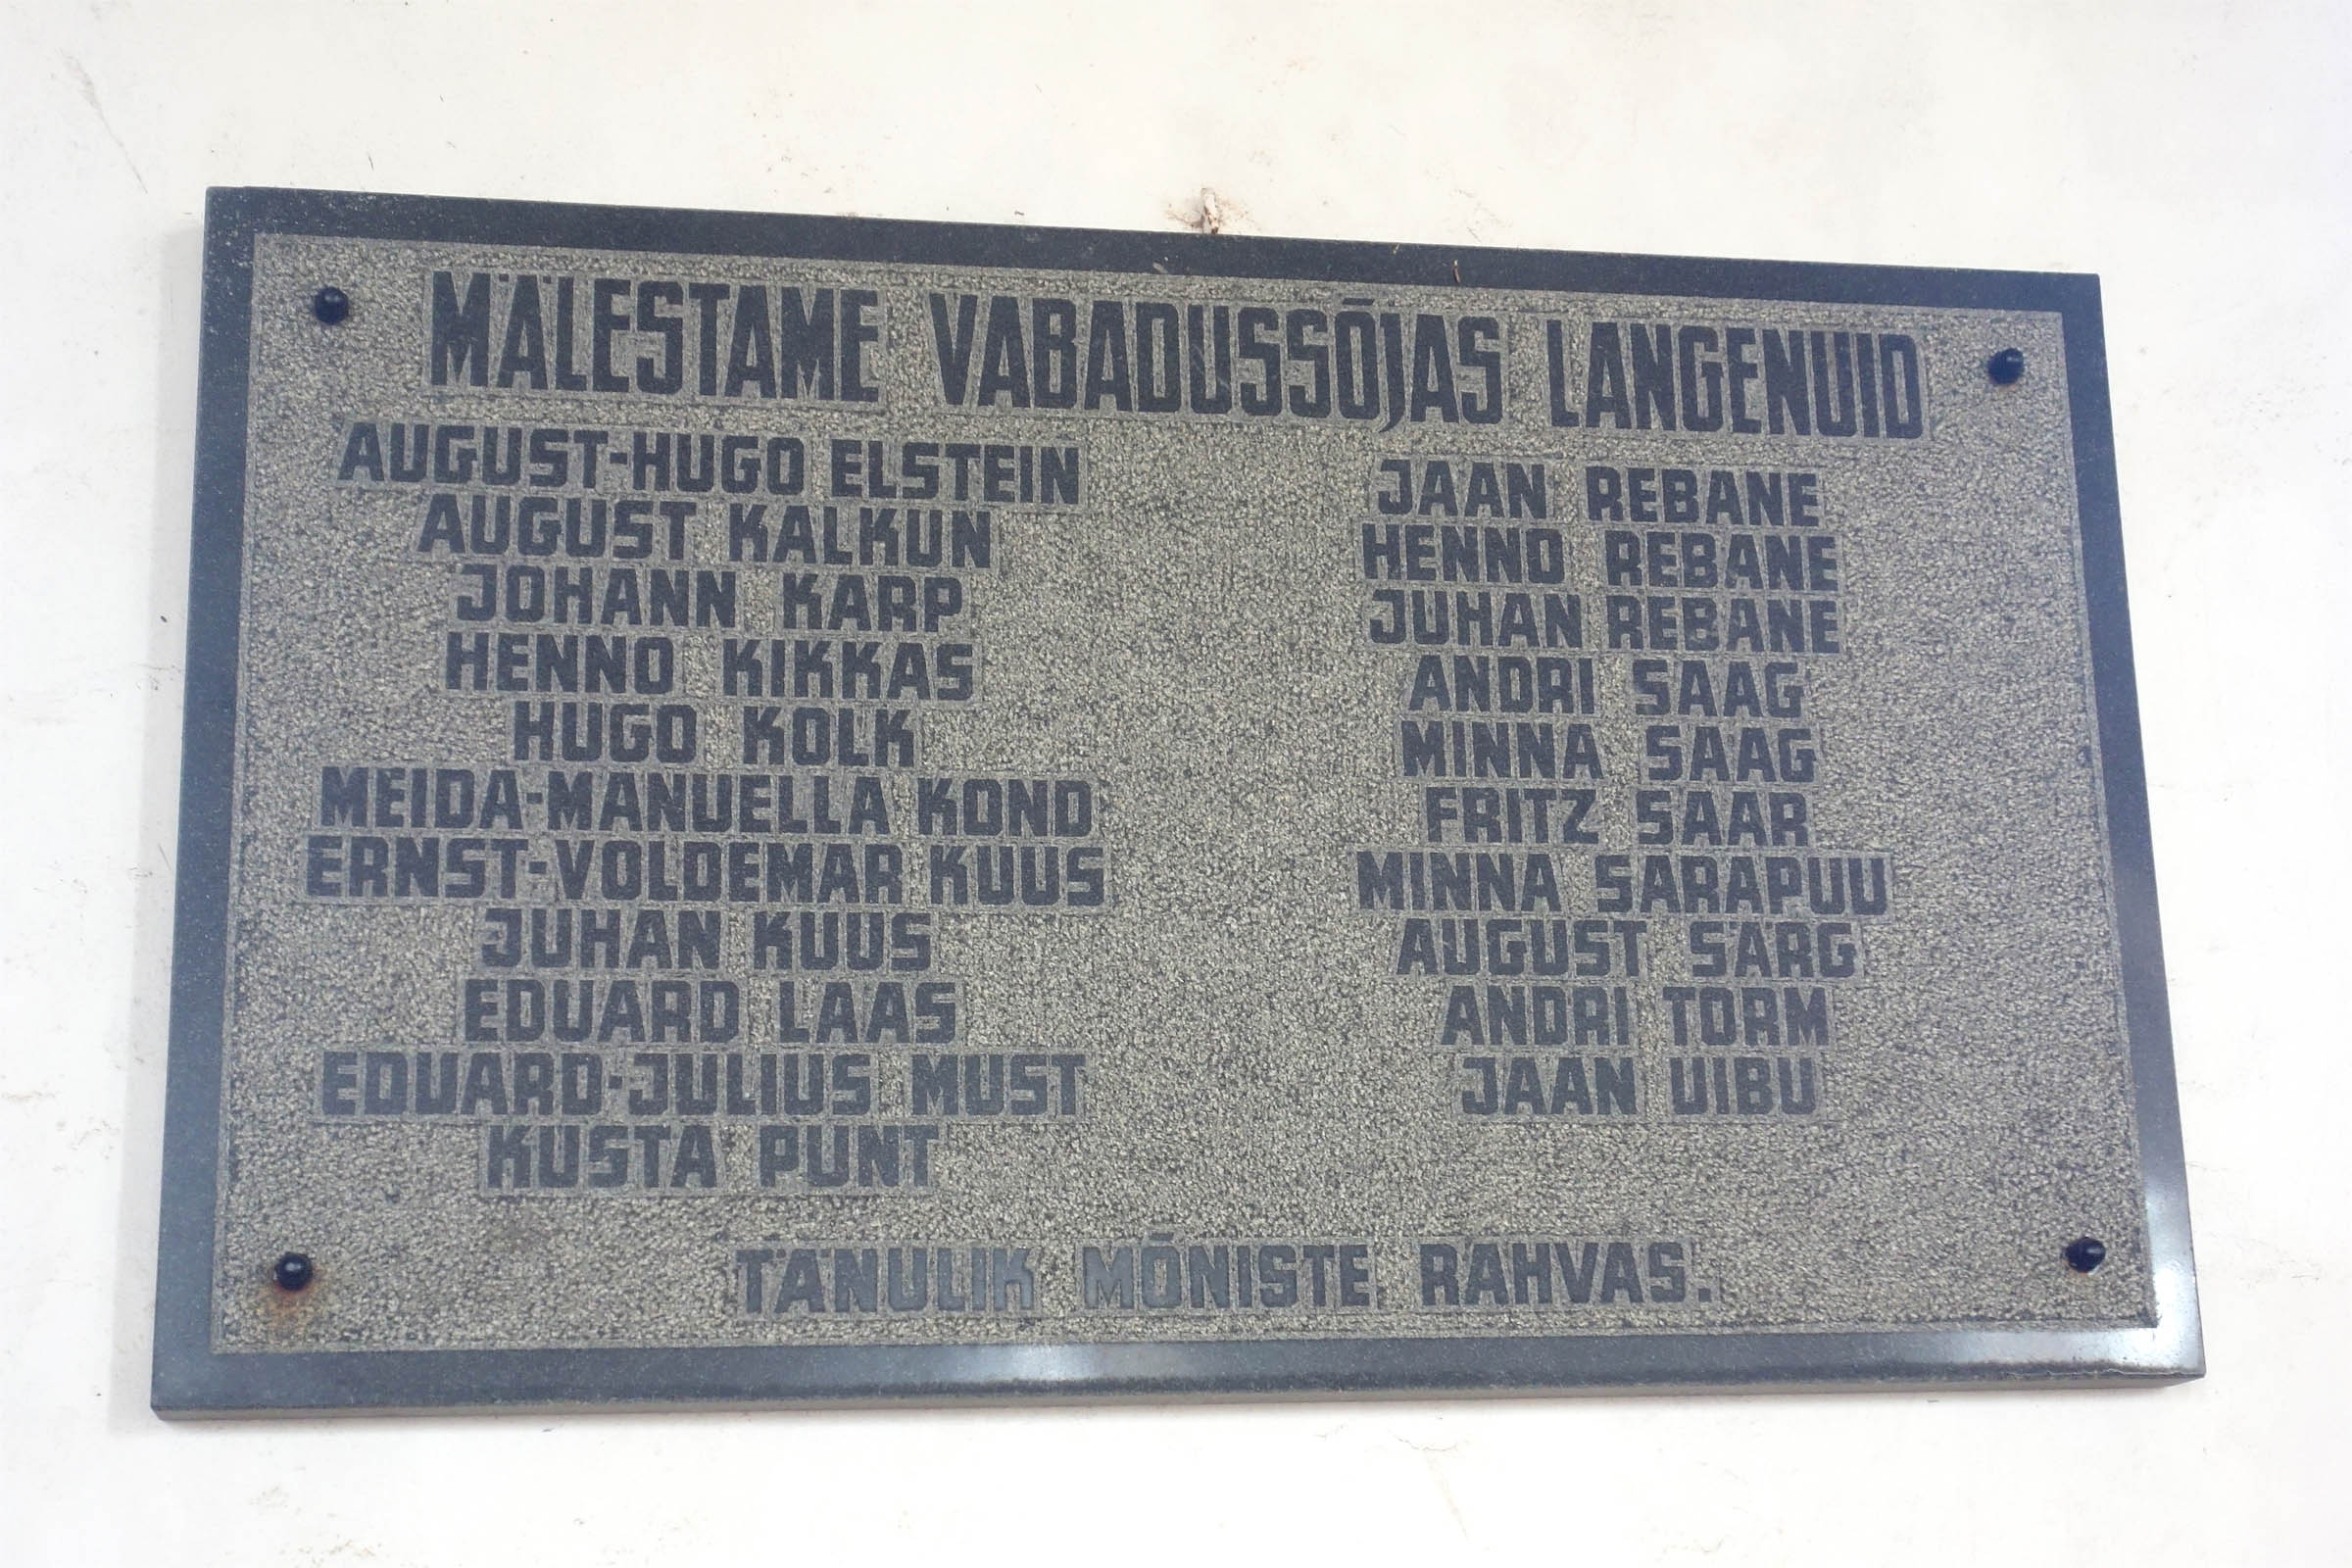 MÄLESTAME VABADUSSÕJAS LANGENUID
AUGUST-HUGO ELSTEIN
AUGUST KALKUN
JOHANN KARP
HENNO KIKKAS
HUGO KOLK
MEIDA-MANUELLA KOND
ERNST-VOLDEMAR KUUS
JUHAN KUUS
EDUARD LAAS
EDUARD-JULIUS MUST
KUSTA PUNT
JAAN REBANE
HENNO REBANE
JUHAN REBANE
ANDRI SAAG
MINNA SAAG
FRITZ SAAR
MINNA SARAPUU
AUGUST SÄRG
ANDRI TORM
JAAN UIBU
TÄNULIK MÕNISTE RAHVAS.